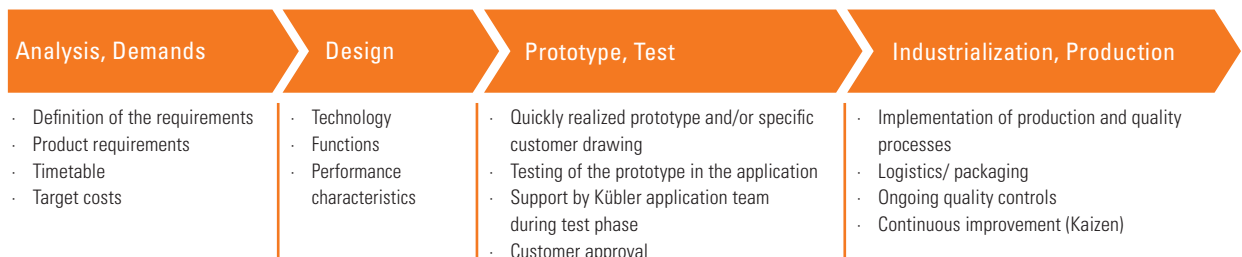 Analysis, Demands
· Definition of the requirements
· Product requirements
· Timetable
· Target costs
Design
· Technology
· Functions
· Performance
characteristics
Prototype, Test
· Quickly realized prototype and/or specific
customer drawing
· Testing of the prototype in the application
· Support by Kübler application team
during test phase
· Customer approval
Industrialization, Production
· Implementation of production and quality
processes
· Logistics/ packaging
· Ongoing quality controls
· Continuous improvement (Kaizen)